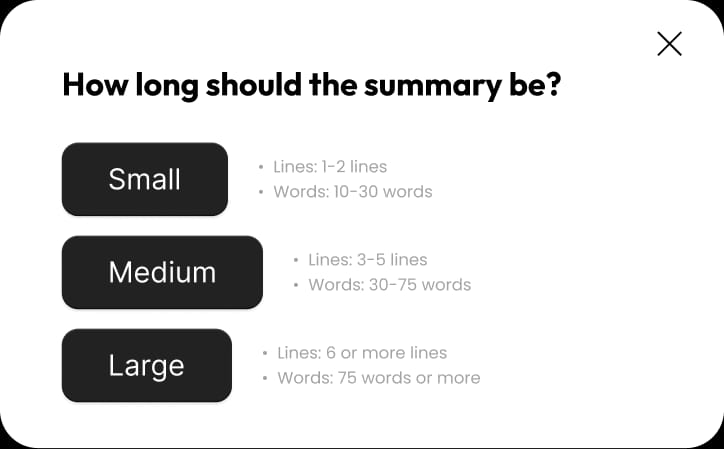 How long should the summary be?
Small
• Lines: 1-2 lines
• Words: 10-30 words
Medium
• Lines: 3-5 lines
• Words: 30-75 words
Large
• Lines: 6 or more lines
• Words: 75 words or more